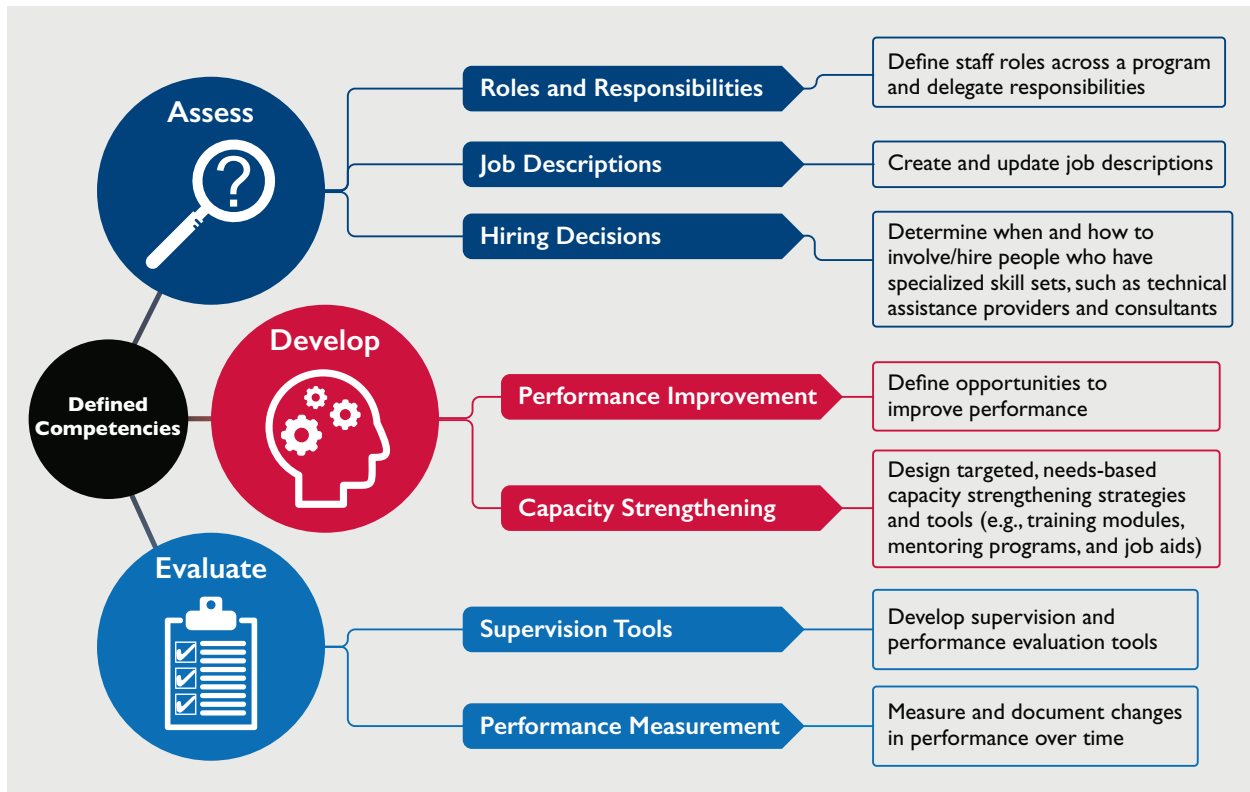 Assess
?
Roles and Responsibilities
Define staff roles across a program
and delegate responsibilities
Job Descriptions
Create and update job descriptions
Hiring Decisions
Determine when and how to
involve/hire people who have
specialized skill sets, such as technical
assistance providers and consultants
Defined
Competencies
Develop
Performance Improvement
Define opportunities to
improve performance
Capacity Strengthening
Design targeted, needs-based
capacity strengthening strategies
and tools (e.g., training modules,
mentoring programs, and job aids)
Evaluate
Supervision Tools
Develop supervision and
performance evaluation tools
Performance Measurement
Measure and document changes
in performance over time